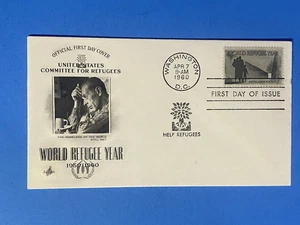 OFFICIAL FIRST DAY COVER
UNITED STATES
COMMITTEE FOR REFUGEES
WORLD REFUGEE YEAR
1959 1960
WASHINGTON
APR 7
9-AM
1960
D.C.
WORLD REFUGEE YEAR
FIRST DAY OF ISSUE
HELP REFUGEES